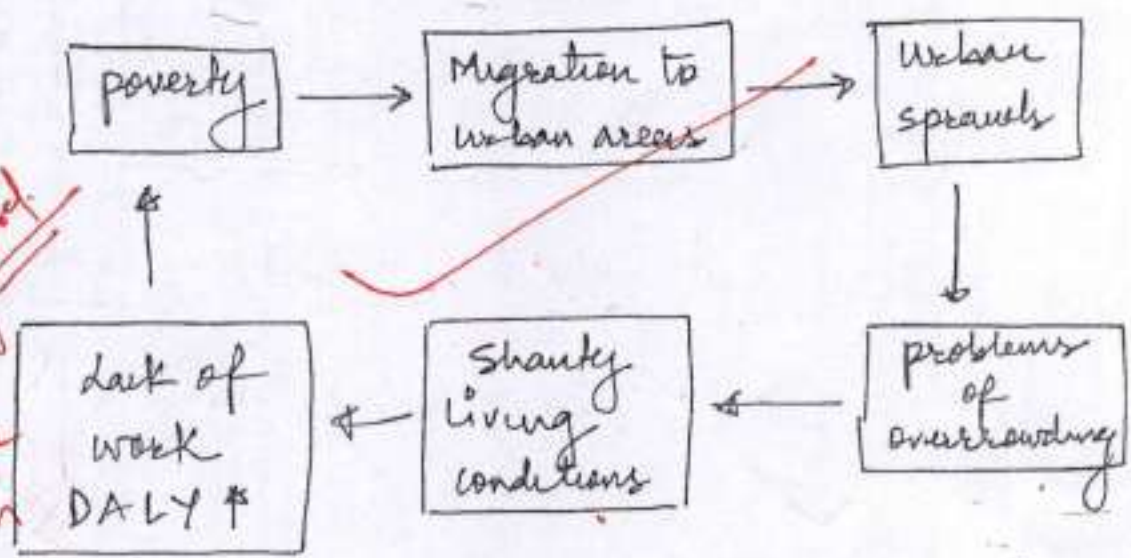 poverty
Migration to
urban areas
Urban
sprawls
problems
of
overcrowding
Shanty
Living
conditions
Lack of
work
DALY ↑